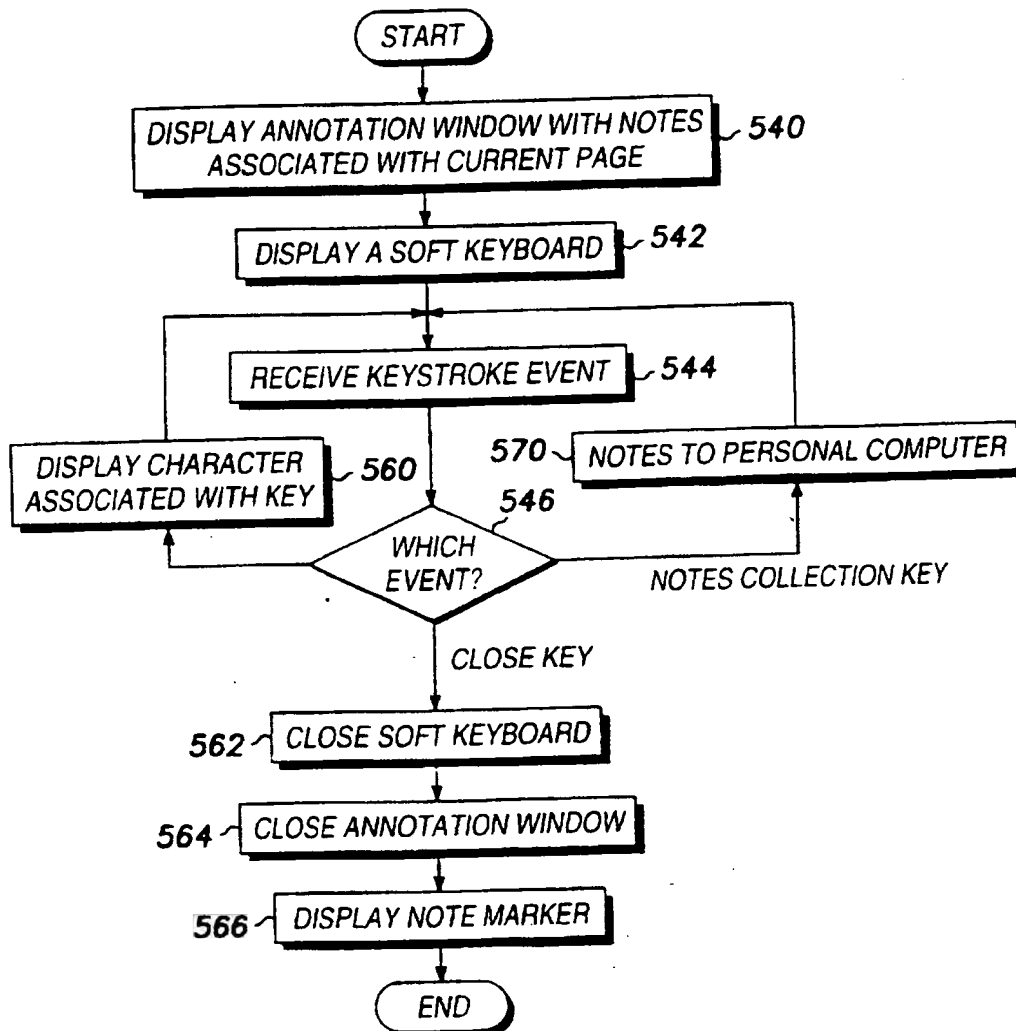 START
DISPLAY ANNOTATION WINDOW WITH NOTES
ASSOCIATED WITH CURRENT PAGE
540
DISPLAY A SOFT KEYBOARD
542
RECEIVE KEYSTROKE EVENT
544
DISPLAY CHARACTER
ASSOCIATED WITH KEY
560
570
NOTES TO PERSONAL COMPUTER
546
WHICH
EVENT?
NOTES COLLECTION KEY
CLOSE KEY
562
CLOSE SOFT KEYBOARD
564
CLOSE ANNOTATION WINDOW
566
DISPLAY NOTE MARKER
END